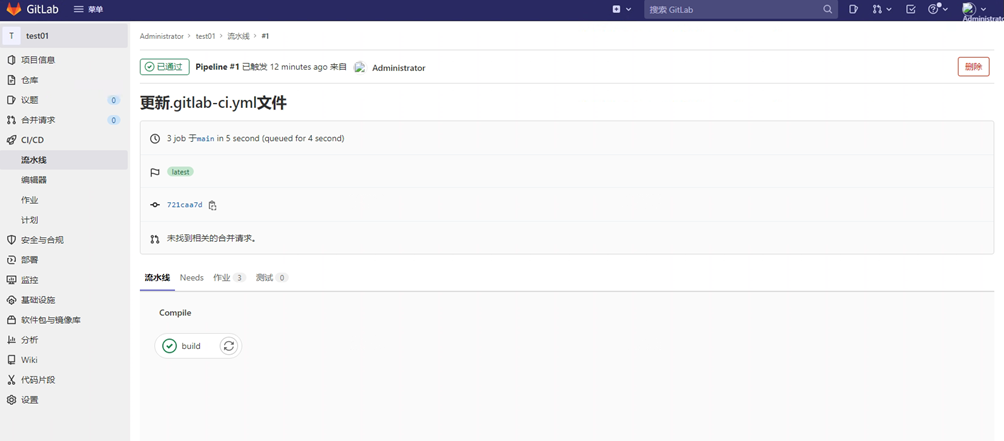 GitLab 菜单 搜索 GitLab
Administrator
T test01
Administrator > test01 > 流水线 > #1
项目信息
仓库
议题 0
合并请求 0
CI/CD
流水线
编辑器
作业
计划
安全与合规
部署
监控
基础设施
软件包与镜像库
分析
Wiki
代码片段
设置
已通过 Pipeline #1 已触发 12 minutes ago 来自 Administrator 删除
更新.gitlab-ci.yml文件
3 job 于main in 5 second (queued for 4 second)
latest
721caa7d
未找到相关的合并请求。
流水线 Needs 作业 3 测试 0
Compile
build